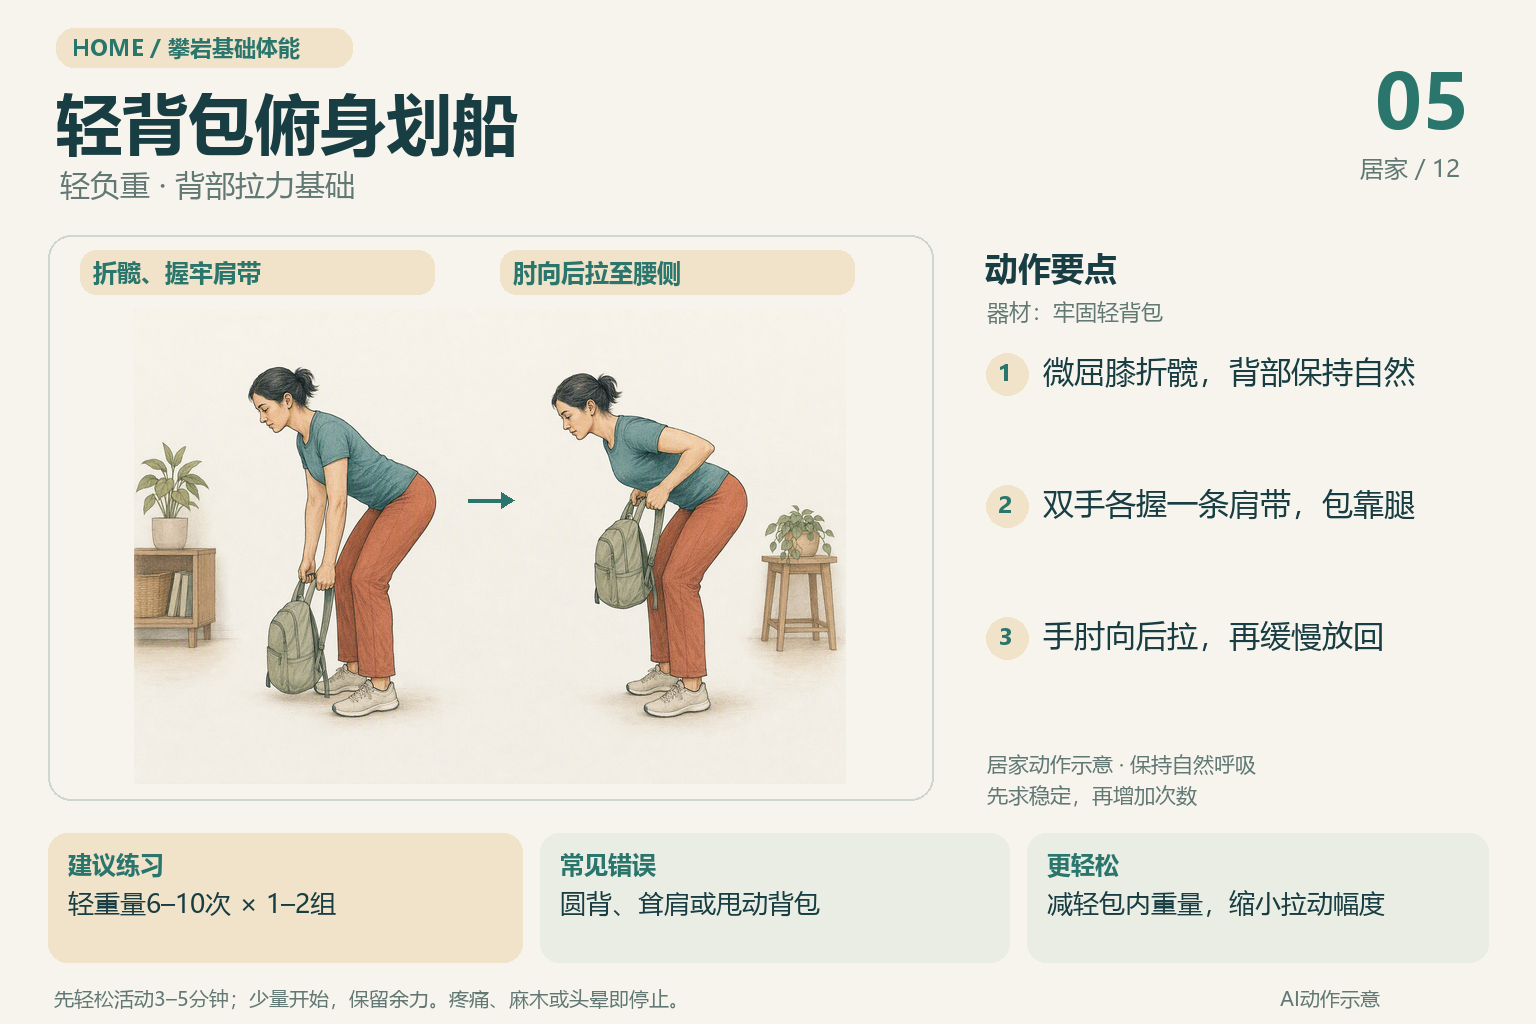 HOME / 攀岩基础体能
轻背包俯身划船
轻负重 · 背部拉力基础
05
居家 / 12
折髋、握牢肩带
肘向后拉至腰侧
动作要点
器材：牢固轻背包
1 微屈膝折髋，背部保持自然
2 双手各握一条肩带，包靠腿
3 手肘向后拉，再缓慢放回
居家动作示意 · 保持自然呼吸
先求稳定，再增加次数
建议练习
轻重量6–10次 × 1–2组
常见错误
圆背、耸肩或甩动背包
更轻松
减轻包内重量，缩小拉动幅度
先轻松活动3–5分钟；少量开始，保留余力。疼痛、麻木或头晕即停止。
AI动作示意